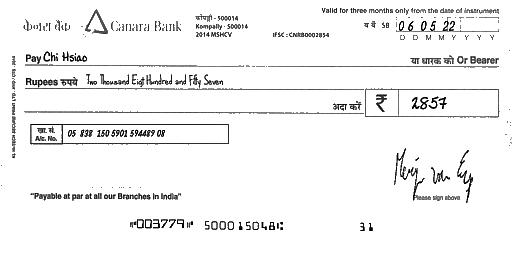 Valid for three months only from the date of instrument
केनरा बैंक Canara Bank
कोंपल्ली - 500014
Kompally - 500014
2014 MSHCV
IFSC : CNRB0002854
SB 06 05 22
D D M M Y Y Y Y
Pay Chi Hsiao या धारक को Or Bearer
Rupees रुपये Two Thousand Eight Hundred and Fifty Seven
अदा करें ₹ 2857
खा. सं.
A/c. No. 05 838 150 5901 594489 08
Please sign above
"Payable at par at all our Branches in India"
⑈003779⑈ 500015048⑆ 31